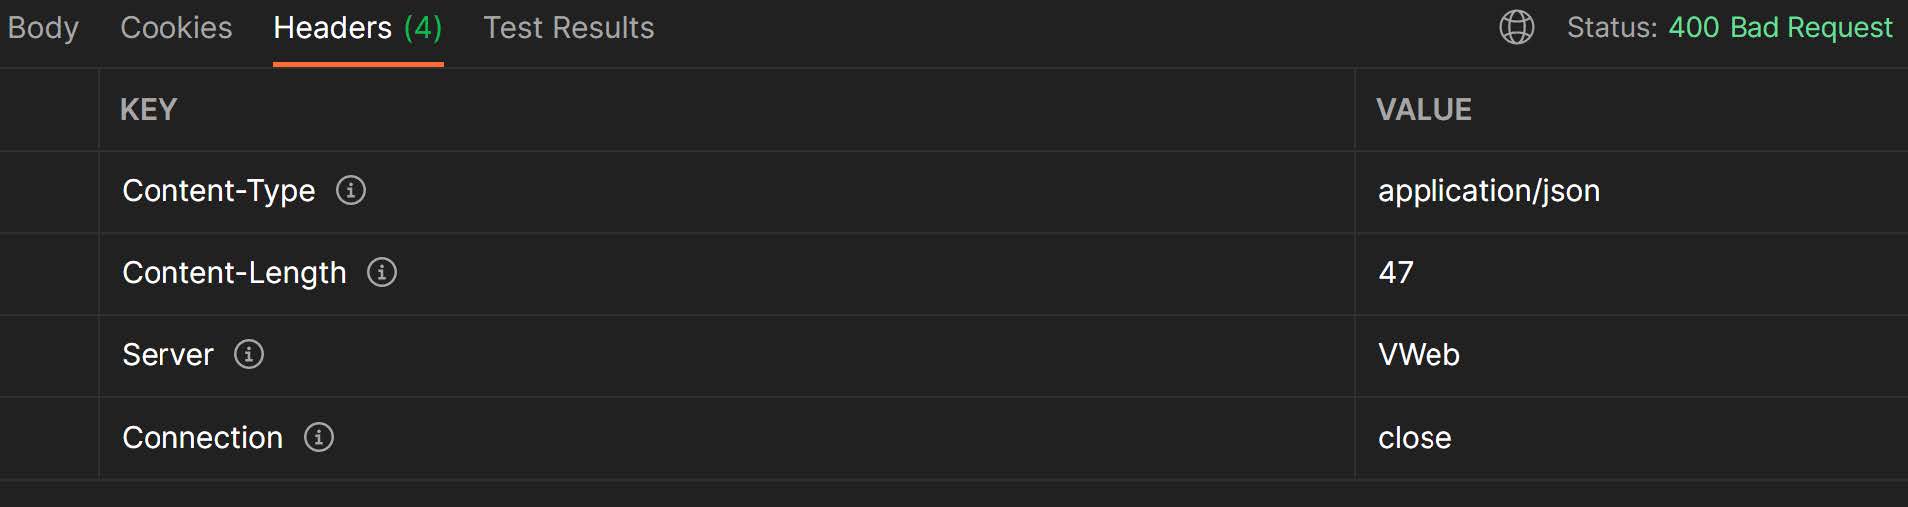 Body Cookies Headers (4) Test Results Status: 400 Bad Request
KEY VALUE
Content-Type application/json
Content-Length 47
Server VWeb
Connection close